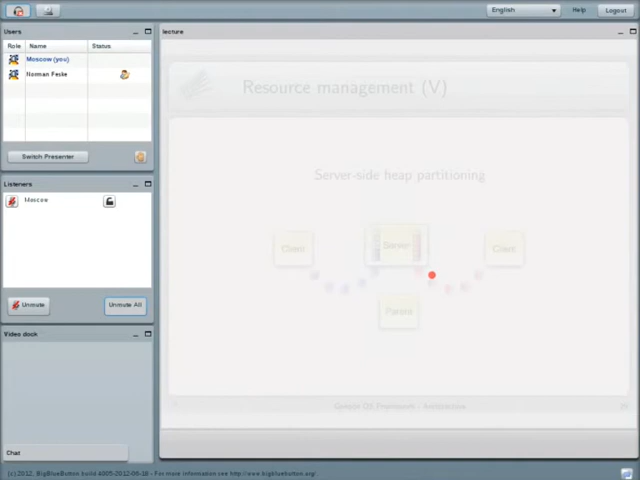 English
Help
Logout
Users
Role Name Status
Moscow (you)
Norman Feske
Switch Presenter
Listeners
Moscow
Unmute
Unmute All
Video dock
Chat
lecture
Resource management (V)
Server-side heap partitioning
Client
Server
Client
Parent
Genode OS Framework - Architecture
(c) 2012, BigBlueButton build 4005-2012-06-18 - For more information see http://www.bigbluebutton.org/